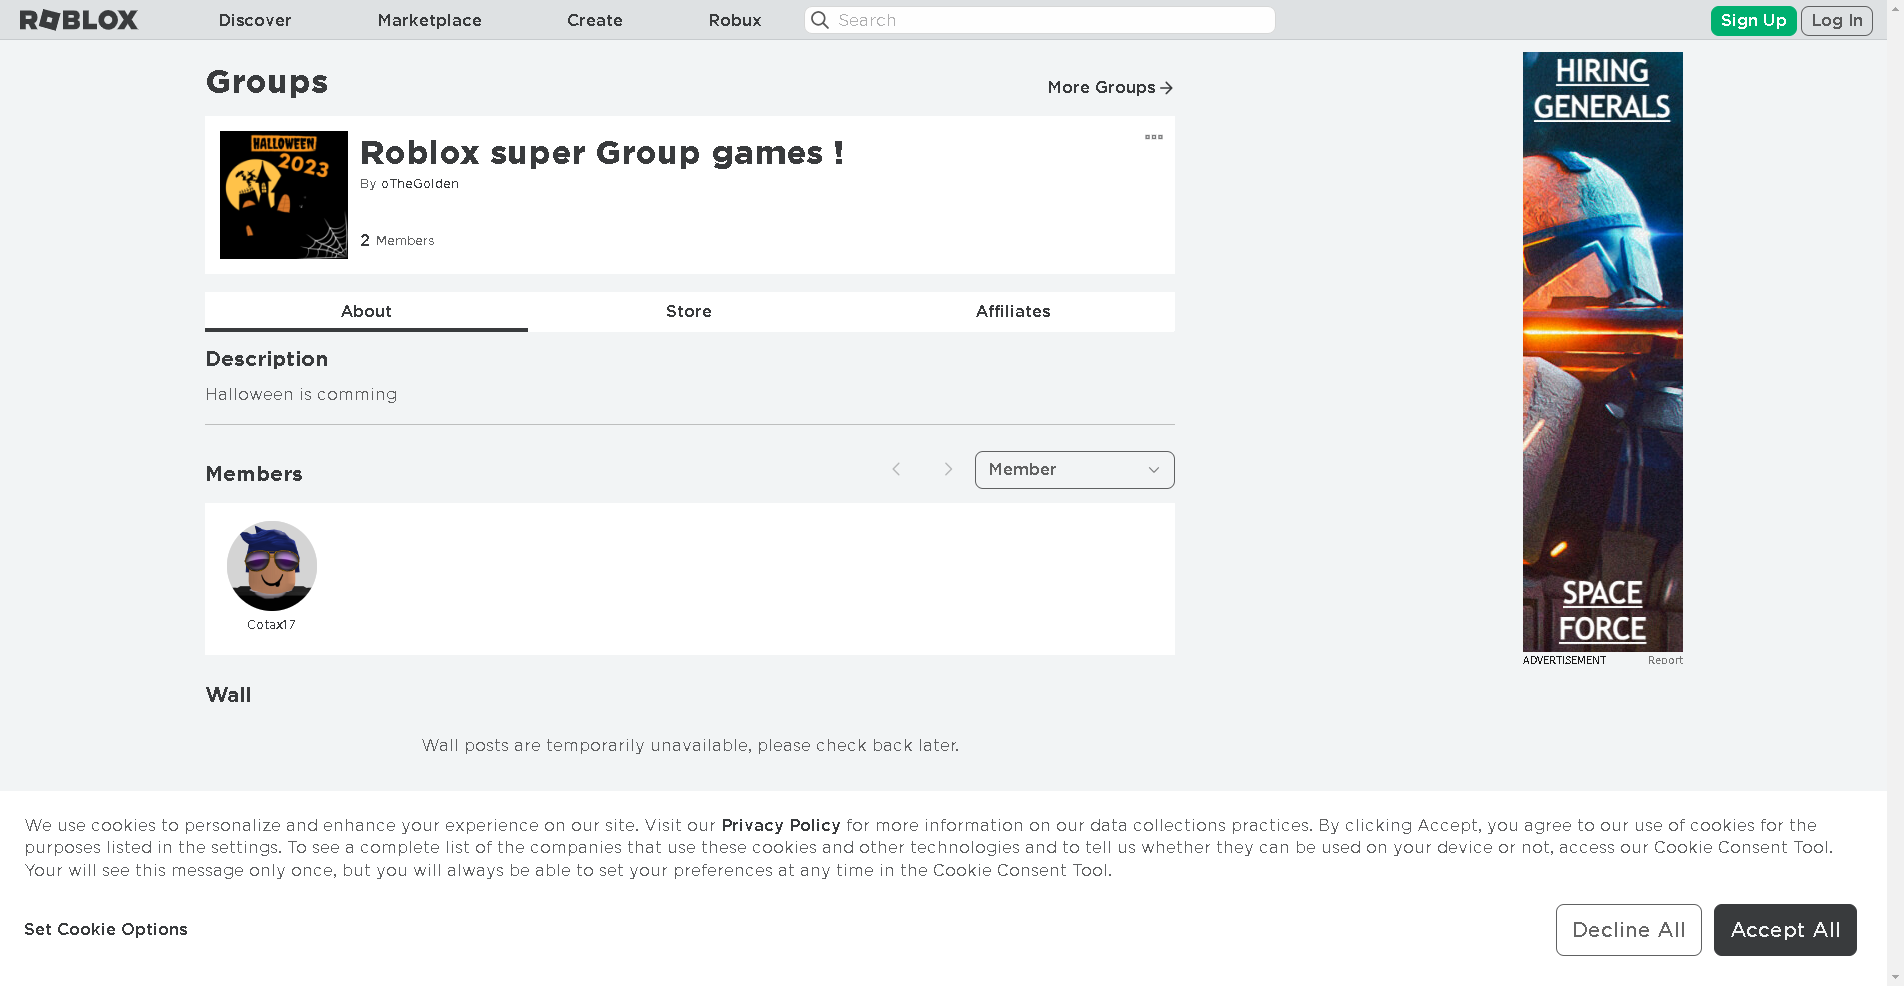 ROBLOX
Discover
Marketplace
Create
Robux
Search
Sign Up
Log In
Groups
More Groups
HALLOWEEN
2023
Roblox super Group games !
By oTheGolden
2 Members
About
Store
Affiliates
Description
Halloween is comming
Members
Member
Cotax17
Wall
Wall posts are temporarily unavailable, please check back later.
HIRING
GENERALS
SPACE
FORCE
ADVERTISEMENT
Report
We use cookies to personalize and enhance your experience on our site. Visit our Privacy Policy for more information on our data collections practices. By clicking Accept, you agree to our use of cookies for the
purposes listed in the settings. To see a complete list of the companies that use these cookies and other technologies and to tell us whether they can be used on your device or not, access our Cookie Consent Tool.
Your will see this message only once, but you will always be able to set your preferences at any time in the Cookie Consent Tool.
Set Cookie Options
Decline All
Accept All